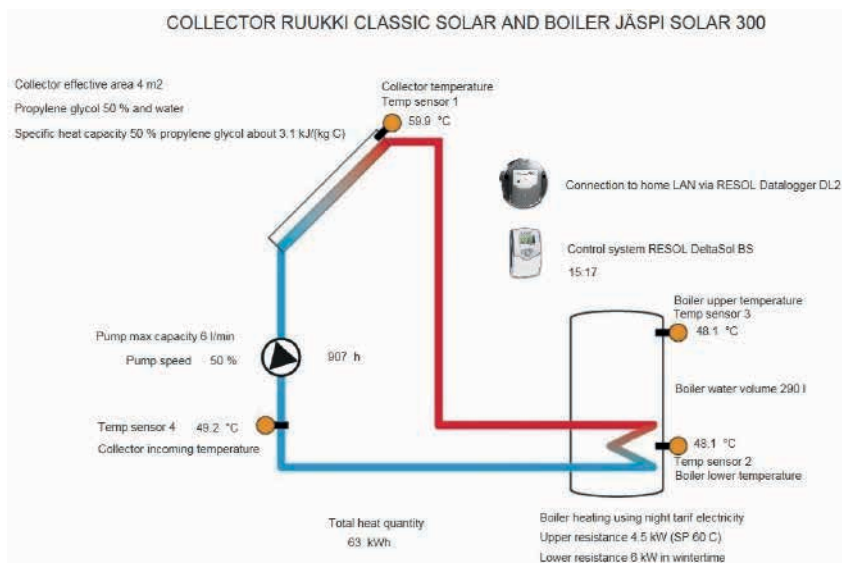 COLLECTOR RUUKKI CLASSIC SOLAR AND BOILER JÄSPI SOLAR 300
Collector effective area 4 m2
Propylene glycol 50 % and water
Specific heat capacity 50 % propylene glycol about 3.1 kJ/(kg C)
Collector temperature
Temp sensor 1
59.9 °C
Connection to home LAN via RESOL Datalogger DL2
Control system RESOL DeltaSol BS
15:17
Boiler upper temperature
Temp sensor 3
48.1 °C
Pump max capacity 6 l/min
Pump speed 50 %
907 h
Boiler water volume 290 l
Temp sensor 4 49.2 °C
Collector incoming temperature
48.1 °C
Temp sensor 2
Boiler lower temperature
Total heat quantity
63 kWh
Boiler heating using night tarif electricity
Upper resistance 4.5 kW (SP 60 C)
Lower resistance 6 kW in wintertime